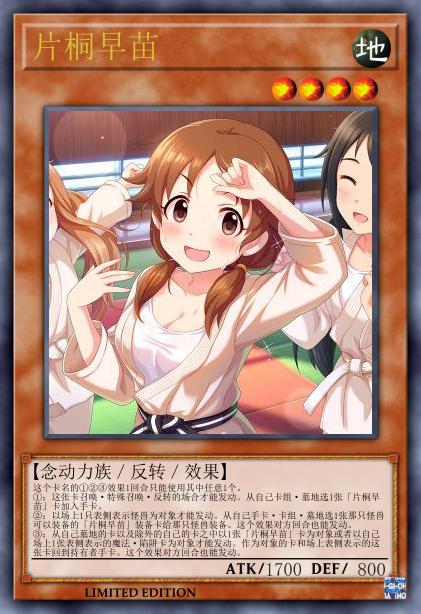 片桐早苗
地
【念动力族 / 反转 / 效果】
这个卡名的①②③效果1回合只能使用其中任意1个。
①：这张卡召唤·特殊召唤·反转的场合才能发动。从自己卡组·墓地选1张「片桐早
苗」卡加入手卡。
②：以场上1只表侧表示怪兽为对象才能发动。从自己手卡·卡组·墓地选1张那只怪兽
可以装备的「片桐早苗」装备卡给那只怪兽装备。这个效果对方回合也能发动。
③：从自己墓地的卡以及除外的自己的卡之中以1张「片桐早苗」卡为对象或者以自己
场上1张表侧表示的魔法·陷阱卡为对象才能发动。作为对象的卡和场上表侧表示的这
张卡回到持有者手卡。这个效果对方回合也能发动。
ATK/1700 DEF/ 800
LIMITED EDITION